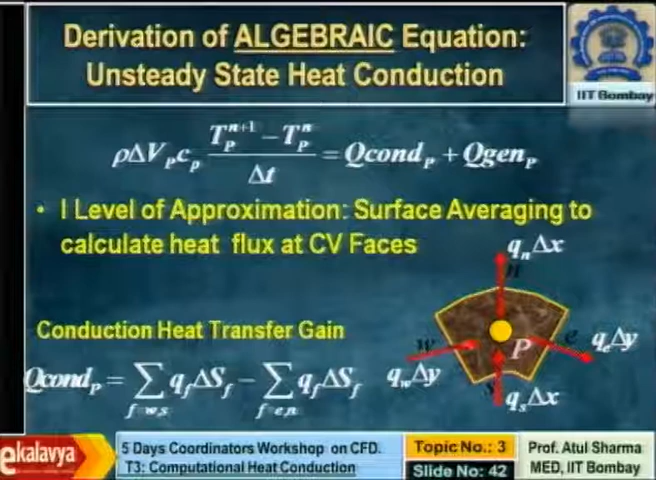 Derivation of ALGEBRAIC Equation:
Unsteady State Heat Conduction
IIT Bombay
ρΔV_P c_P (T_P^{n+1} − T_P^n) / Δt = Qcond_P + Qgen_P
• I Level of Approximation: Surface Averaging to
calculate heat flux at CV Faces
q_n Δx
n
Conduction Heat Transfer Gain
w
e
q_e Δy
P
Qcond_P = Σ_{f=w,s} q_f ΔS_f − Σ_{f=e,n} q_f ΔS_f
q_w Δy
q_s Δx
ekalavya
5 Days Coordinators Workshop on CFD.
T3: Computational Heat Conduction
Topic No.: 3
Slide No: 42
Prof. Atul Sharma
MED, IIT Bombay